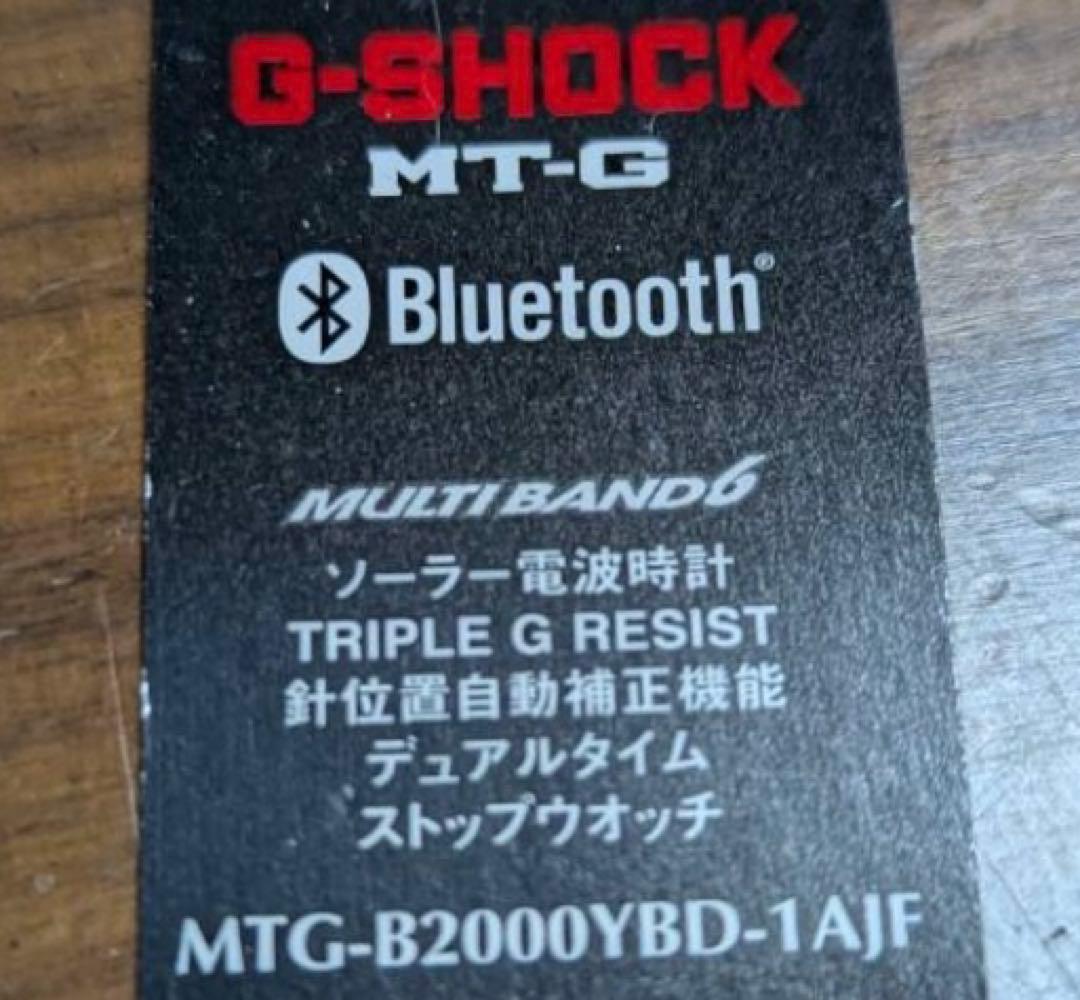 G-SHOCK
MT-G
Bluetooth®
MULTI BAND 6
ソーラー電波時計
TRIPLE G RESIST
針位置自動補正機能
デュアルタイム
ストップウオッチ
MTG-B2000YBD-1AJF